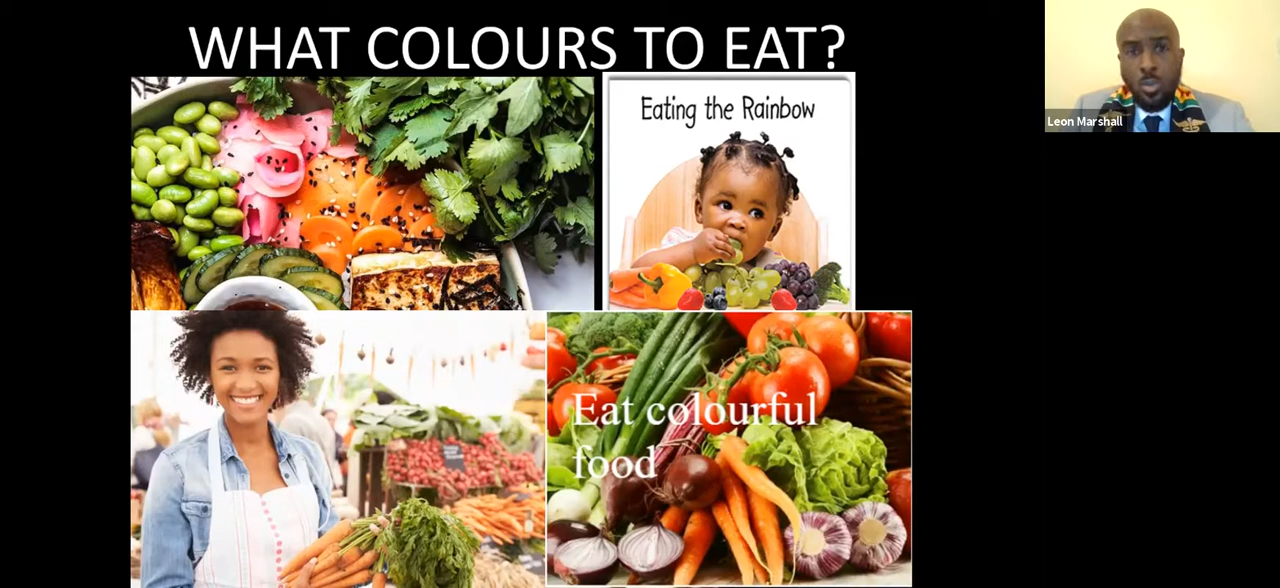 WHAT COLOURS TO EAT?
Leon Marshall
Eating the Rainbow
Eat colourful
food